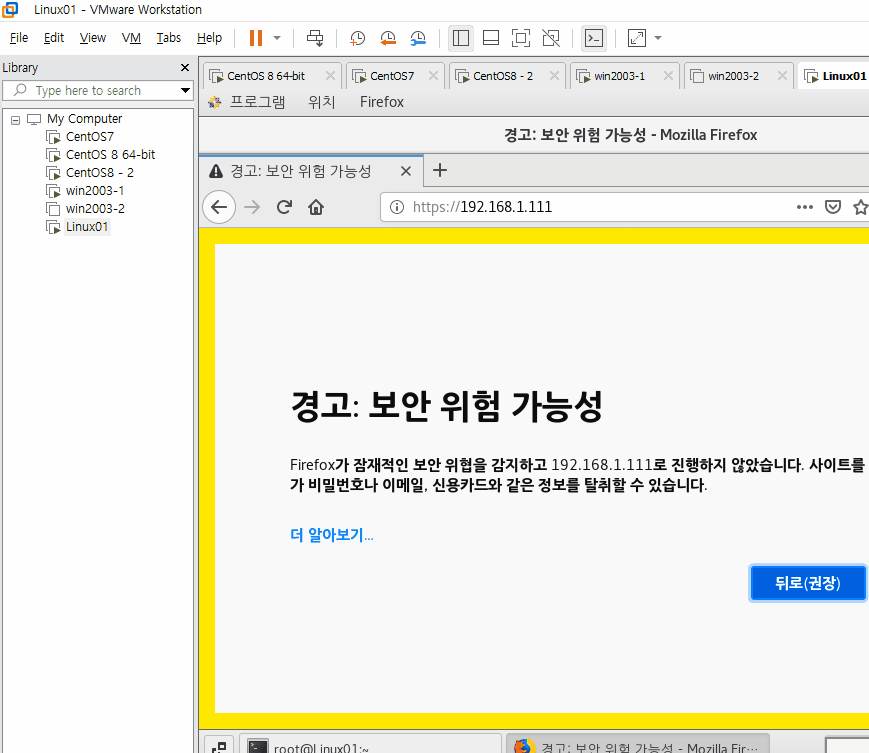 Linux01 - VMware Workstation
File Edit View VM Tabs Help
Library
Type here to search
My Computer
CentOS7
CentOS 8 64-bit
CentOS8 - 2
win2003-1
win2003-2
Linux01
CentOS 8 64-bit CentOS7 CentOS8 - 2 win2003-1 win2003-2 Linux01
프로그램 위치 Firefox
경고: 보안 위험 가능성 - Mozilla Firefox
경고: 보안 위험 가능성
https://192.168.1.111
경고: 보안 위험 가능성
Firefox가 잠재적인 보안 위협을 감지하고 192.168.1.111로 진행하지 않았습니다. 사이트를
가 비밀번호나 이메일, 신용카드와 같은 정보를 탈취할 수 있습니다.
더 알아보기...
뒤로(권장)
root@Linux01:~
경고: 보안 위험 가능성 - Mozilla Fir···